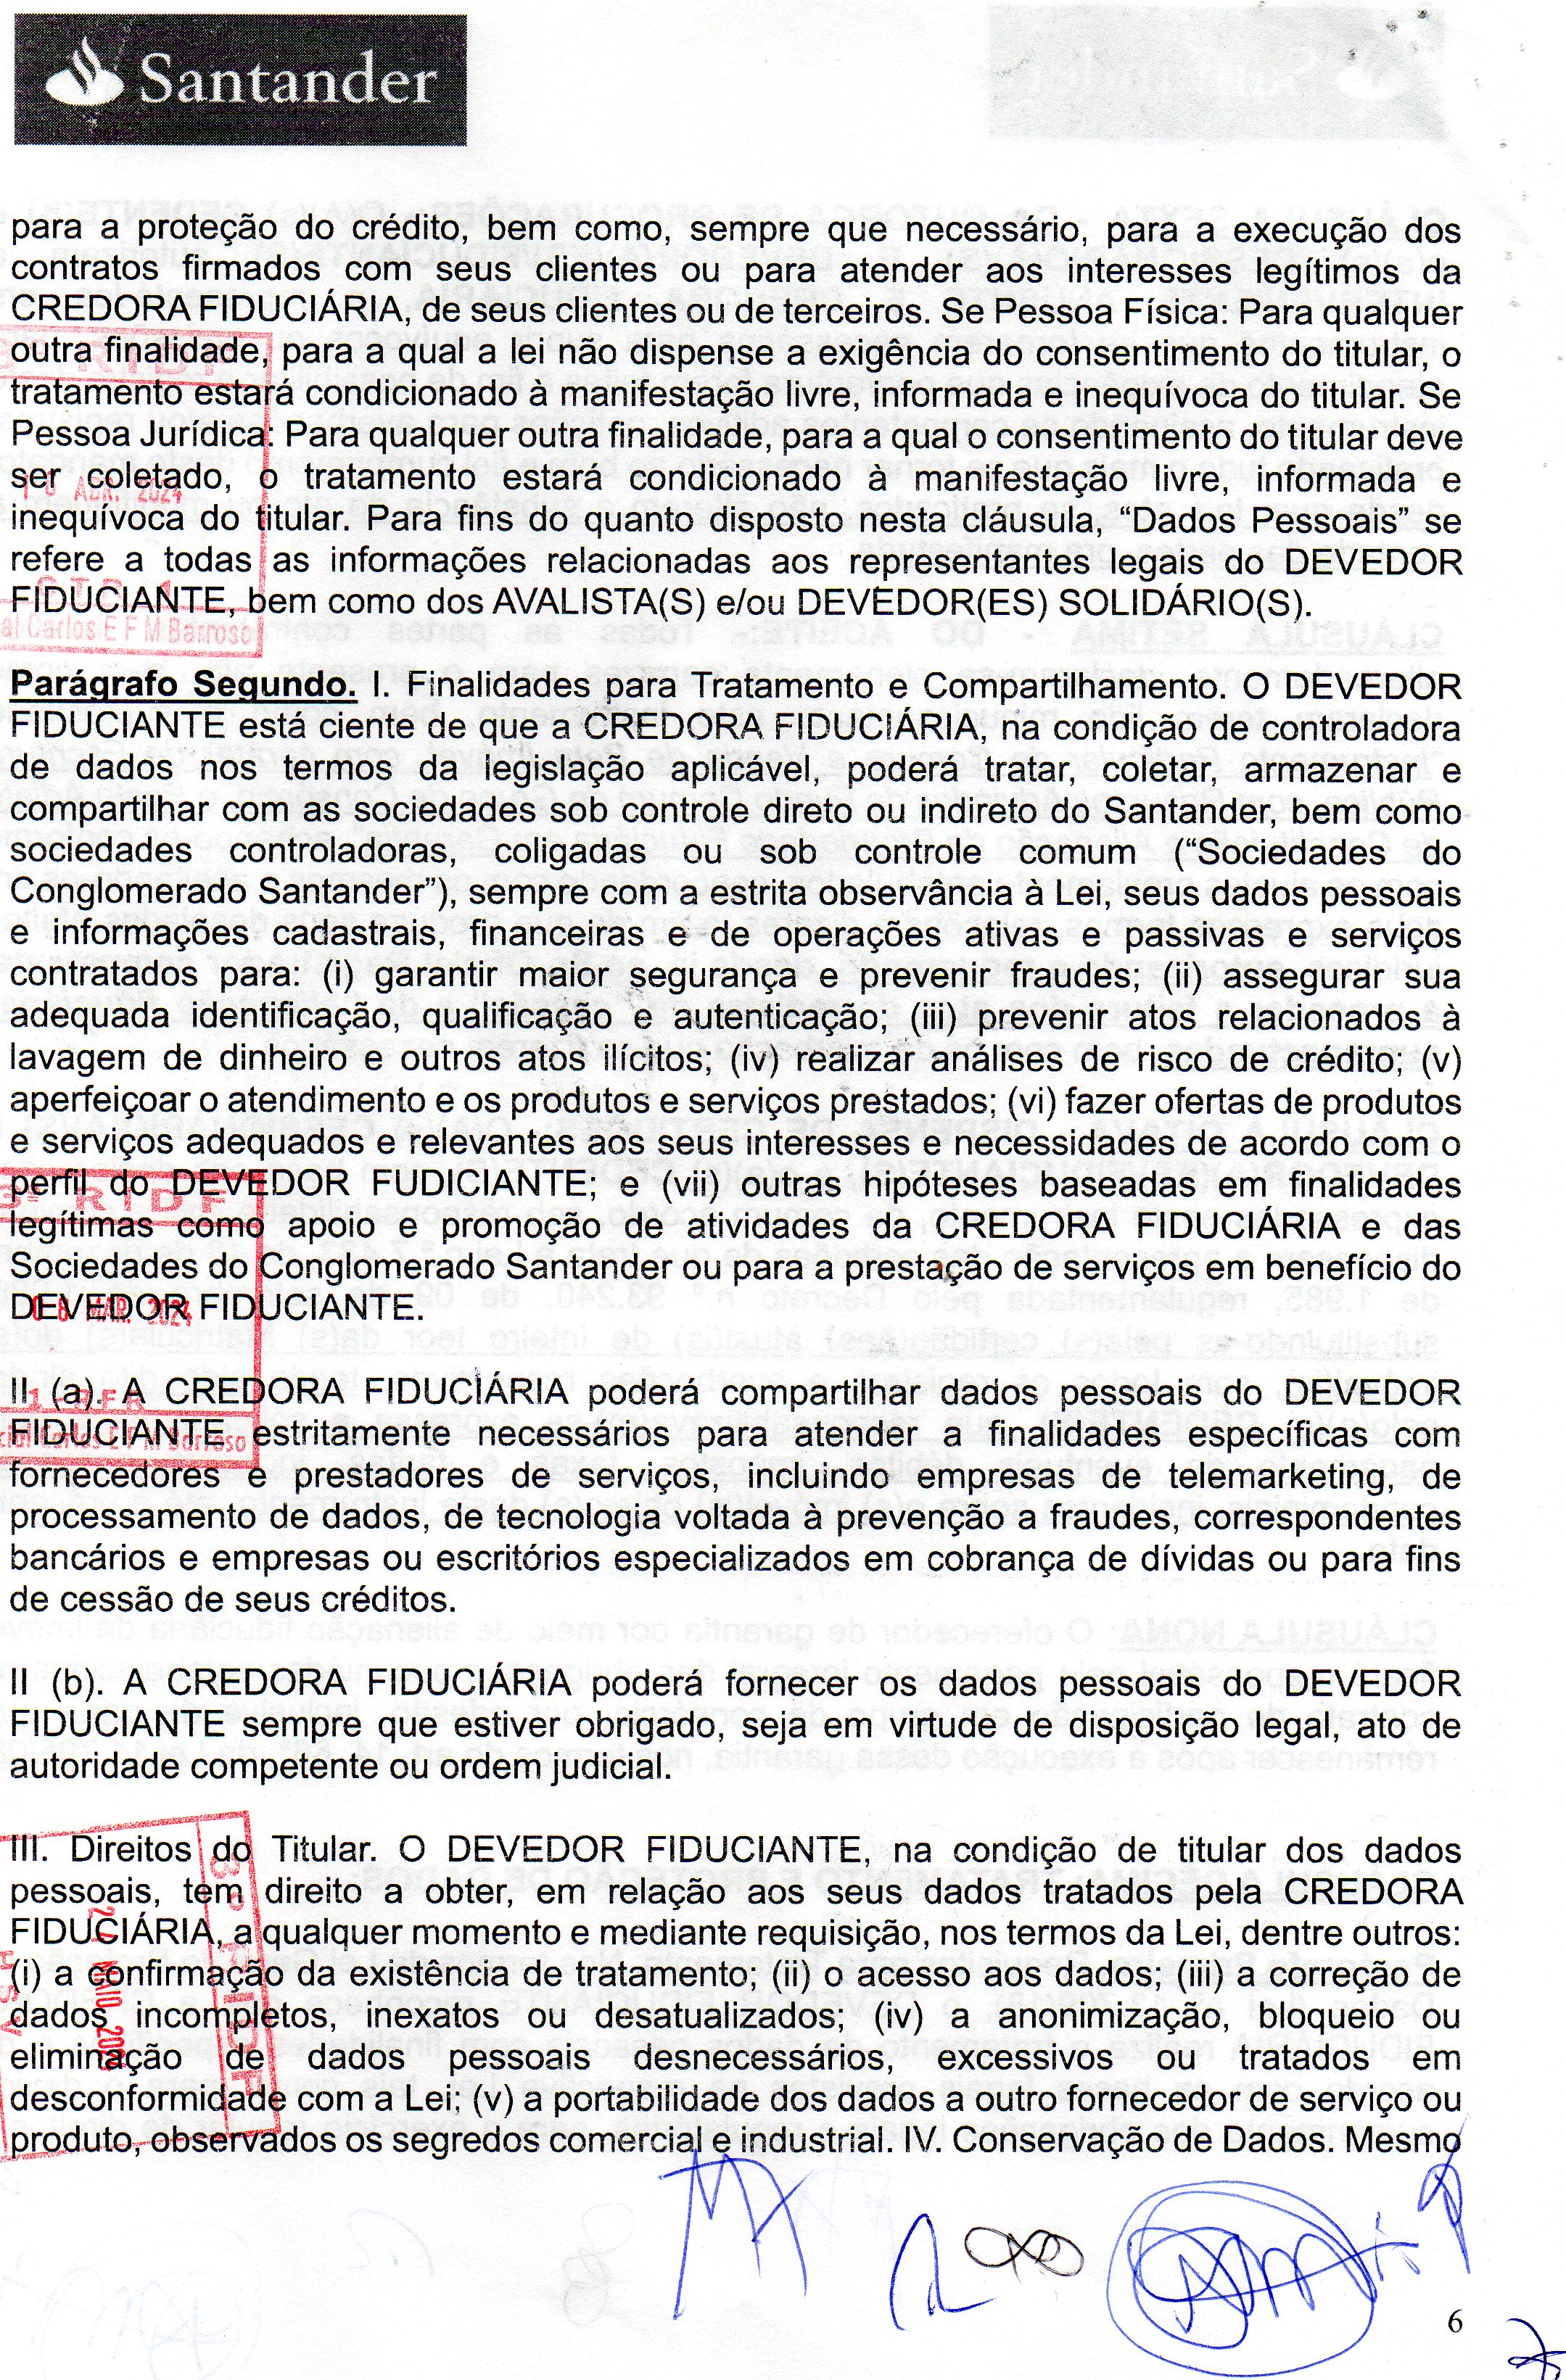 Santander
para a proteção do crédito, bem como, sempre que necessário, para a execução dos
contratos firmados com seus clientes ou para atender aos interesses legítimos da
CREDORA FIDUCIÁRIA, de seus clientes ou de terceiros. Se Pessoa Física: Para qualquer
outra finalidade, para a qual a lei não dispense a exigência do consentimento do titular, o
tratamento estará condicionado à manifestação livre, informada e inequívoca do titular. Se
Pessoa Jurídica: Para qualquer outra finalidade, para a qual o consentimento do titular deve
ser coletado, o tratamento estará condicionado à manifestação livre, informada e
inequívoca do titular. Para fins do quanto disposto nesta cláusula, “Dados Pessoais” se
refere a todas as informações relacionadas aos representantes legais do DEVEDOR
FIDUCIANTE, bem como dos AVALISTA(S) e/ou DEVEDOR(ES) SOLIDÁRIO(S).
al Carlos E F M Barroso
Parágrafo Segundo. I. Finalidades para Tratamento e Compartilhamento. O DEVEDOR
FIDUCIANTE está ciente de que a CREDORA FIDUCIÁRIA, na condição de controladora
de dados nos termos da legislação aplicável, poderá tratar, coletar, armazenar e
compartilhar com as sociedades sob controle direto ou indireto do Santander, bem como
sociedades controladoras, coligadas ou sob controle comum (“Sociedades do
Conglomerado Santander”), sempre com a estrita observância à Lei, seus dados pessoais
e informações cadastrais, financeiras e de operações ativas e passivas e serviços
contratados para: (i) garantir maior segurança e prevenir fraudes; (ii) assegurar sua
adequada identificação, qualificação e autenticação; (iii) prevenir atos relacionados à
lavagem de dinheiro e outros atos ilícitos; (iv) realizar análises de risco de crédito; (v)
aperfeiçoar o atendimento e os produtos e serviços prestados; (vi) fazer ofertas de produtos
e serviços adequados e relevantes aos seus interesses e necessidades de acordo com o
perfil do DEVEDOR FUDICIANTE; e (vii) outras hipóteses baseadas em finalidades
legítimas como apoio e promoção de atividades da CREDORA FIDUCIÁRIA e das
Sociedades do Conglomerado Santander ou para a prestação de serviços em benefício do
DEVEDOR FIDUCIANTE.
3º RTDF
08 MAR. 2024
II (a). A CREDORA FIDUCIÁRIA poderá compartilhar dados pessoais do DEVEDOR
FIDUCIANTE estritamente necessários para atender a finalidades específicas com
fornecedores e prestadores de serviços, incluindo empresas de telemarketing, de
processamento de dados, de tecnologia voltada à prevenção a fraudes, correspondentes
bancários e empresas ou escritórios especializados em cobrança de dívidas ou para fins
de cessão de seus créditos.
II (b). A CREDORA FIDUCIÁRIA poderá fornecer os dados pessoais do DEVEDOR
FIDUCIANTE sempre que estiver obrigado, seja em virtude de disposição legal, ato de
autoridade competente ou ordem judicial.
III. Direitos do Titular. O DEVEDOR FIDUCIANTE, na condição de titular dos dados
pessoais, tem direito a obter, em relação aos seus dados tratados pela CREDORA
FIDUCIÁRIA, a qualquer momento e mediante requisição, nos termos da Lei, dentre outros:
(i) a confirmação da existência de tratamento; (ii) o acesso aos dados; (iii) a correção de
dados incompletos, inexatos ou desatualizados; (iv) a anonimização, bloqueio ou
eliminação de dados pessoais desnecessários, excessivos ou tratados em
desconformidade com a Lei; (v) a portabilidade dos dados a outro fornecedor de serviço ou
produto, observados os segredos comercial e industrial. IV. Conservação de Dados. Mesmo
6